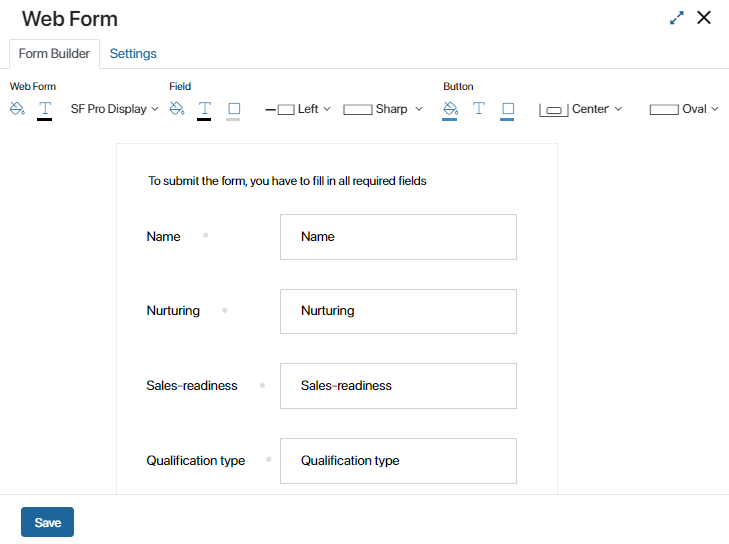 Web Form
Form Builder Settings
Web Form Field Button
SF Pro Display Left Sharp Center Oval
To submit the form, you have to fill in all required fields
Name Name
Nurturing Nurturing
Sales-readiness Sales-readiness
Qualification type Qualification type
Save